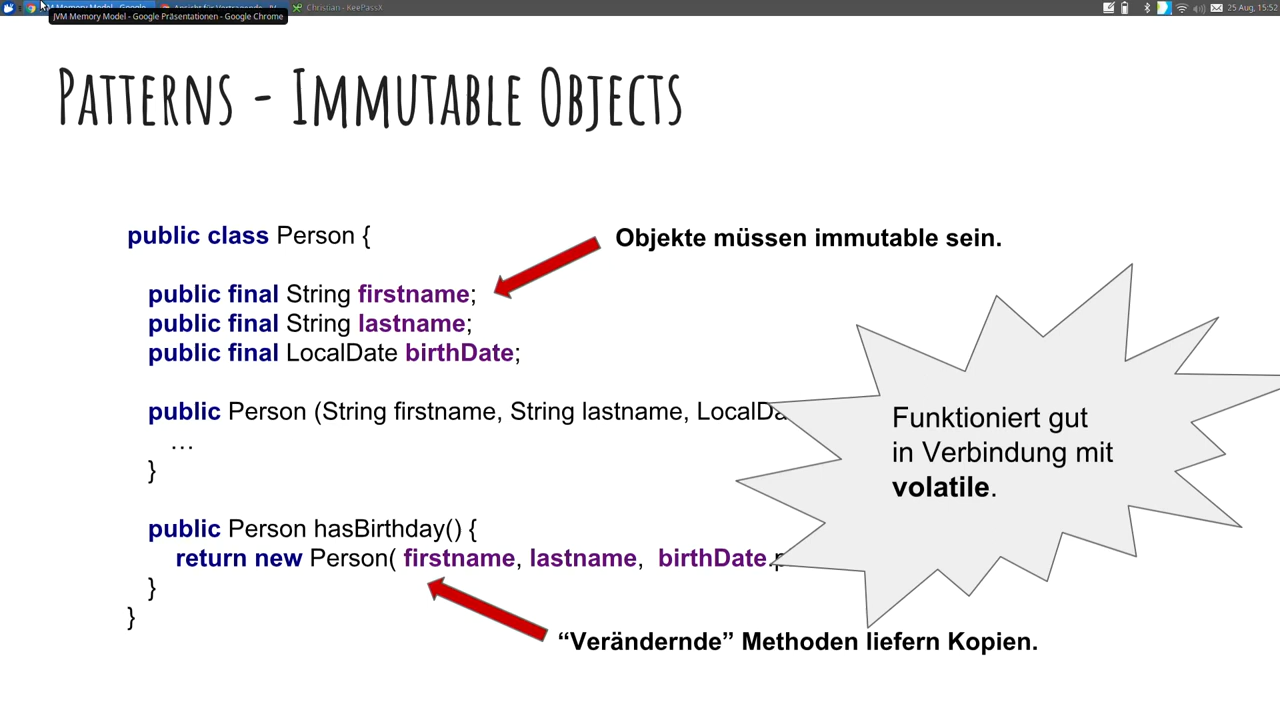 JVM Memory Model - Google Präsentationen - Google Chrome
Christian - KeePassX
25 Aug, 15:52
Patterns - Immutable Objects
public class Person {
Objekte müssen immutable sein.
public final String firstname;
public final String lastname;
public final LocalDate birthDate;
public Person (String firstname, String lastname,
…
}
Funktioniert gut
in Verbindung mit
volatile.
public Person hasBirthday() {
return new Person( firstname, lastname, birthDate.
}
}
“Verändernde” Methoden liefern Kopien.